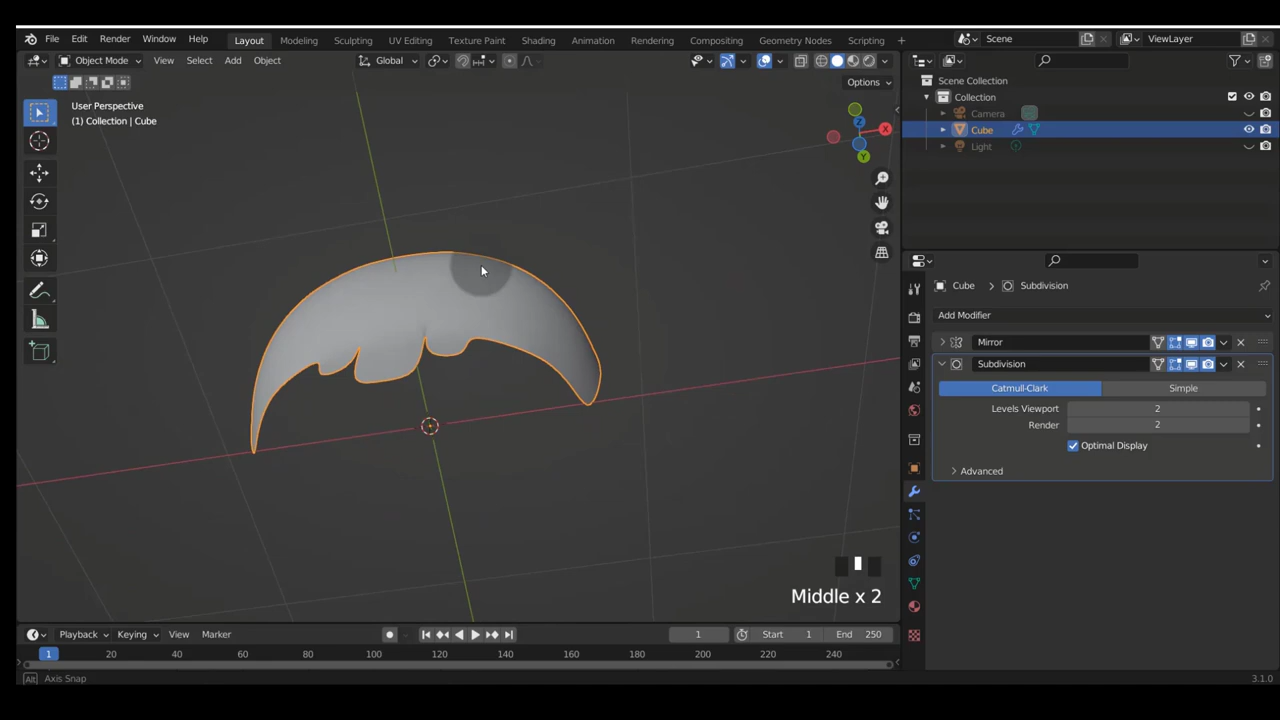 File Edit Render Window Help Layout Modeling Sculpting UV Editing Texture Paint Shading Animation Rendering Compositing Geometry Nodes Scripting + Scene ViewLayer
Object Mode View Select Add Object Global
Options
User Perspective
(1) Collection | Cube
Z
X
Y
Scene Collection
Collection
Camera
Cube
Light
Cube > Subdivision
Add Modifier
Mirror
Subdivision
Catmull-Clark Simple
Levels Viewport 2
Render 2
Optimal Display
Advanced
Middle x 2
Playback Keying View Marker 1 Start 1 End 250
1 20 40 60 80 100 120 140 160 180 200 220 240
Alt Axis Snap 3.1.0